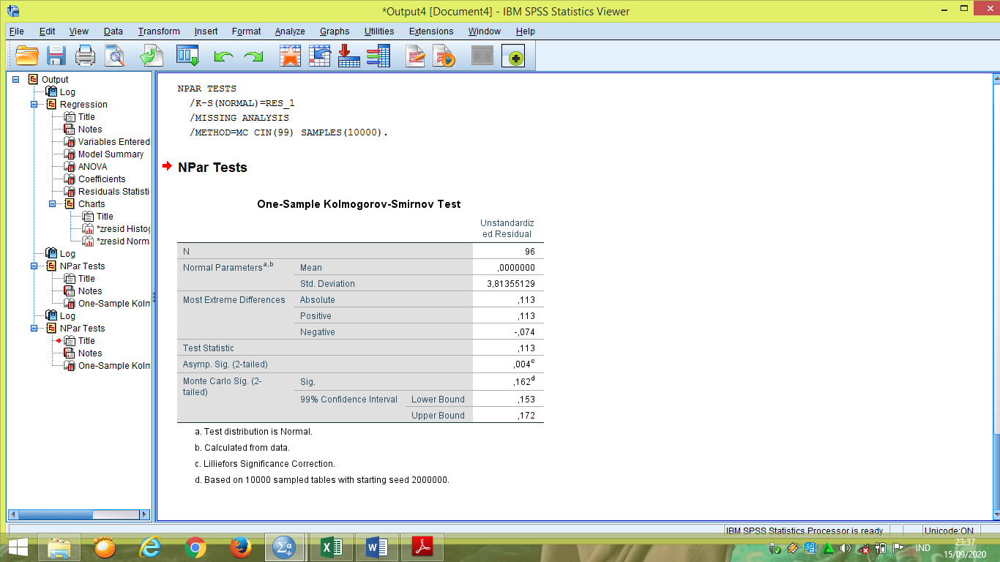 *Output4 [Document4] - IBM SPSS Statistics Viewer
File Edit View Data Transform Insert Format Analyze Graphs Utilities Extensions Window Help
Output
Log
Regression
Title
Notes
Variables Entered
Model Summary
ANOVA
Coefficients
Residuals Statisti
Charts
Title
*zresid Histog
*zresid Norm
Log
NPar Tests
Title
Notes
One-Sample Kolm
Log
NPar Tests
Title
Notes
One-Sample Kolm
NPAR TESTS
/K-S(NORMAL)=RES_1
/MISSING ANALYSIS
/METHOD=MC CIN(99) SAMPLES(10000).
NPar Tests
One-Sample Kolmogorov-Smirnov Test
Unstandardiz
ed Residual
N 96
Normal Parametersa,b Mean ,0000000
Std. Deviation 3,81355129
Most Extreme Differences Absolute ,113
Positive ,113
Negative -,074
Test Statistic ,113
Asymp. Sig. (2-tailed) ,004c
Monte Carlo Sig. (2-
tailed) Sig. ,162d
99% Confidence Interval Lower Bound ,153
Upper Bound ,172
a. Test distribution is Normal.
b. Calculated from data.
c. Lilliefors Significance Correction.
d. Based on 10000 sampled tables with starting seed 2000000.
IBM SPSS Statistics Processor is ready Unicode:ON
IND
23:37
15/09/2020